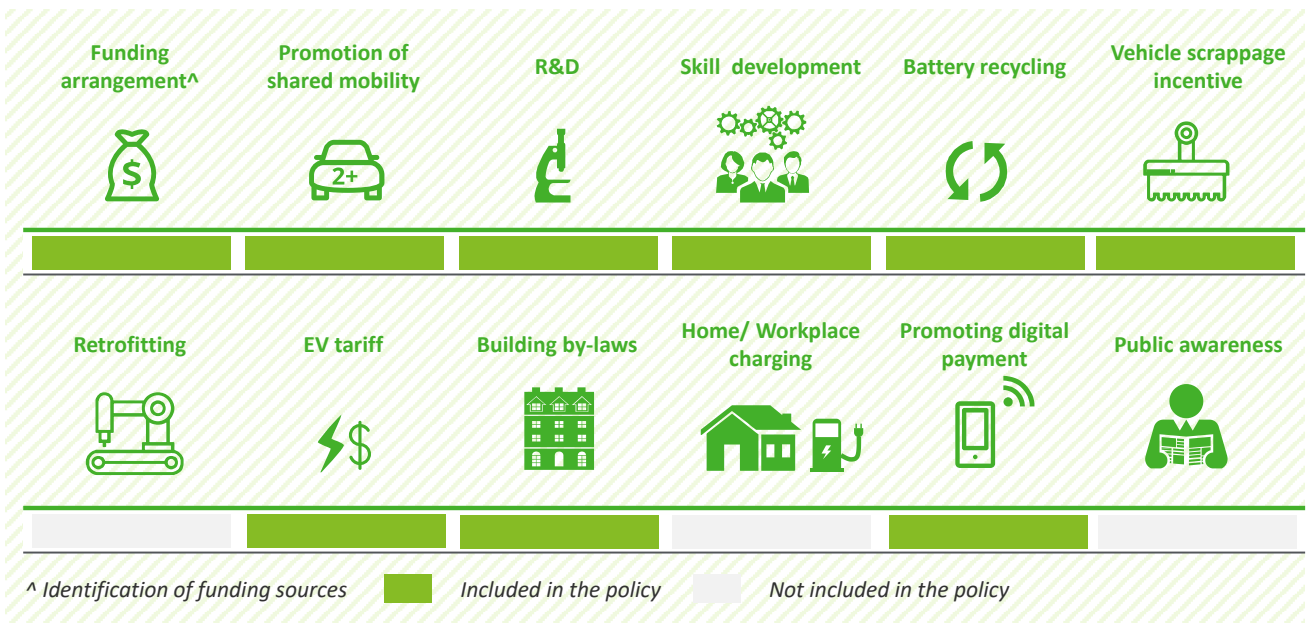 Funding
arrangement^
Promotion of
shared mobility
R&D
Skill development
Battery recycling
Vehicle scrappage
incentive
$
2+
Retrofitting
EV tariff
Building by-laws
Home/ Workplace
charging
Promoting digital
payment
Public awareness
$
^ Identification of funding sources
Included in the policy
Not included in the policy